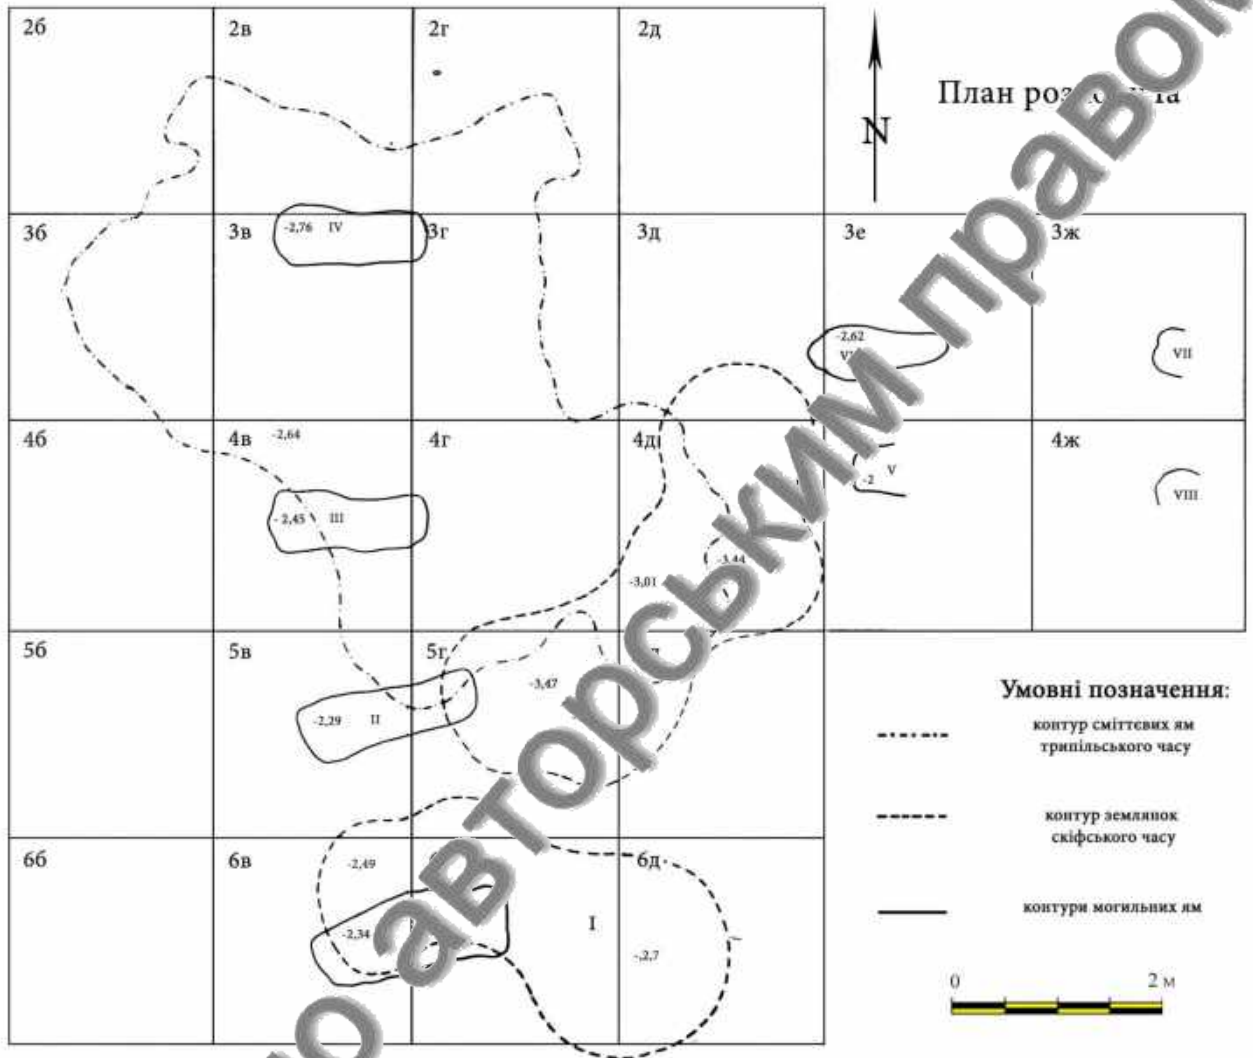 2б 2в 2г 2д
N
План
3б 3в 3г 3д 3е 3ж
-2,76 IV
-2,62
VII
4б 4в 4г 4д 4ж
-2,64
-2,45 III
-2 V
VIII
-3,01 -3,44
5б 5в 5г
-3,47
-2,29 II
6б 6в 6д
-2,49
-2,34
I
-2,7
Умовні позначення:
контур сміттєвих ям
трипільського часу
контур землянок
скіфського часу
контури могильних ям
0 2 м
авторським правом